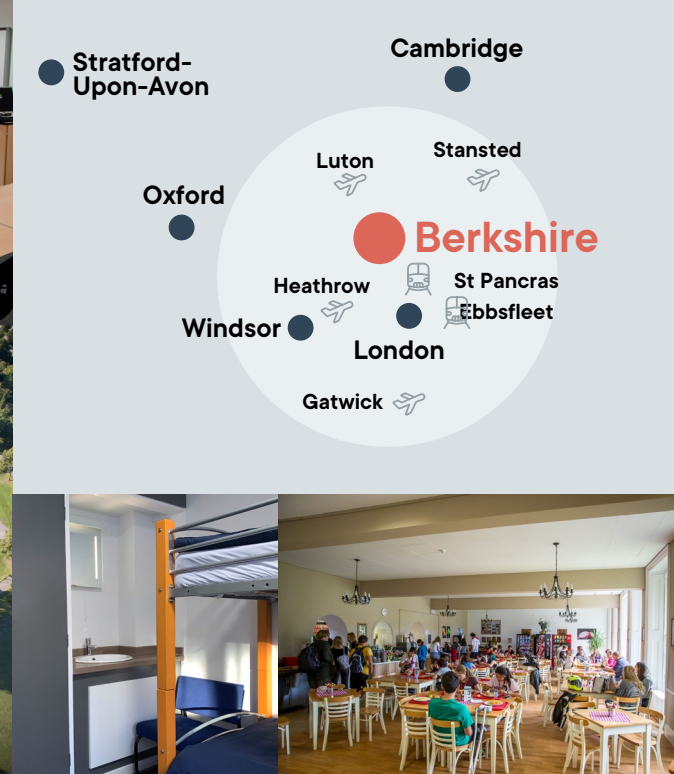 Cambridge
Stratford-
Upon-Avon
Stansted
Luton
Oxford
Berkshire
St Pancras
Heathrow
Ebbsfleet
Windsor
London
Gatwick